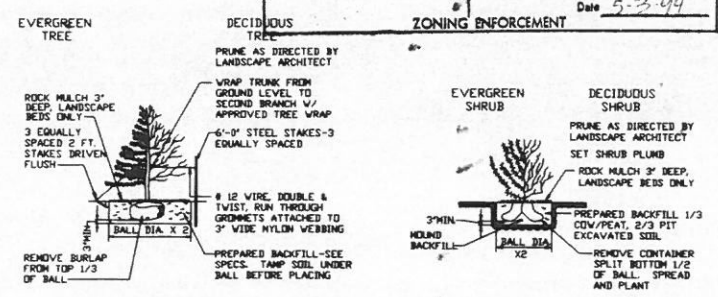 Date 5-3-94
ZONING ENFORCEMENT
EVERGREEN
TREE
DECIDUOUS
TREE
PRUNE AS DIRECTED BY
LANDSCAPE ARCHITECT
WRAP TRUNK FROM
GROUND LEVEL TO
SECOND BRANCH W/
APPROVED TREE WRAP
6'-0" STEEL STAKES-3
EQUALLY SPACED
# 12 WIRE, DOUBLE &
TWIST, RUN THROUGH
GROMMETS ATTACHED TO
3" WIDE NYLON WEBBING
PREPARED BACKFILL-SEE
SPECS. TAMP SOIL UNDER
BALL BEFORE PLACING
ROCK MULCH 3"
DEEP, LANDSCAPE
BEDS ONLY
3 EQUALLY
SPACED 2 FT.
STAKES DRIVEN
FLUSH
3"MIN.
BALL DIA. X 2
REMOVE BURLAP
FROM TOP 1/3
OF BALL
EVERGREEN
SHRUB
DECIDUOUS
SHRUB
PRUNE AS DIRECTED BY
LANDSCAPE ARCHITECT
SET SHRUB PLUMB
ROCK MULCH 3" DEEP,
LANDSCAPE BEDS ONLY
PREPARED BACKFILL 1/3
COW/PEAT, 2/3 PIT
EXCAVATED SOIL
REMOVE CONTAINER
SPLIT BOTTOM 1/2
OF BALL. SPREAD
AND PLANT
3"MIN.
MOUND
BACKFILL
BALL DIA.
X2